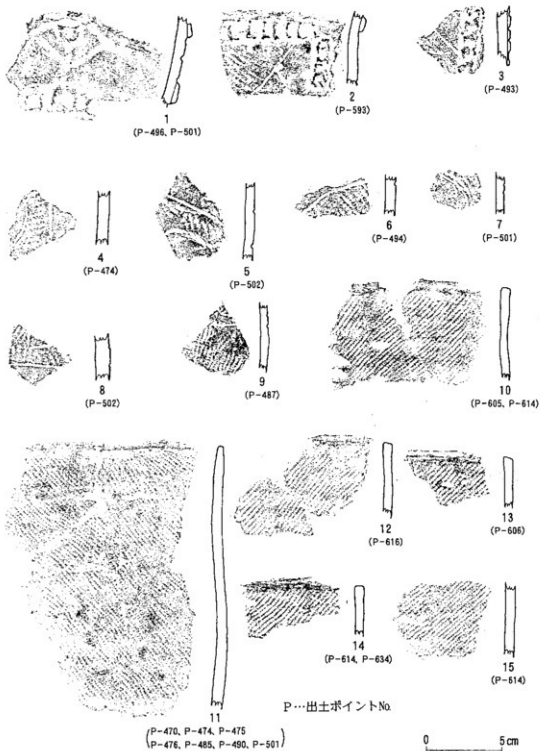 1
(P-496、P-501)
2
(P-593)
3
(P-493)
4
(P-474)
5
(P-502)
6
(P-494)
7
(P-501)
8
(P-502)
9
(P-487)
10
(P-605、P-614)
11
(P-470、P-474、P-475
P-476、P-485、P-490、P-501)
12
(P-616)
13
(P-606)
14
(P-614、P-634)
15
(P-614)
P…出土ポイントNo.
0 5cm